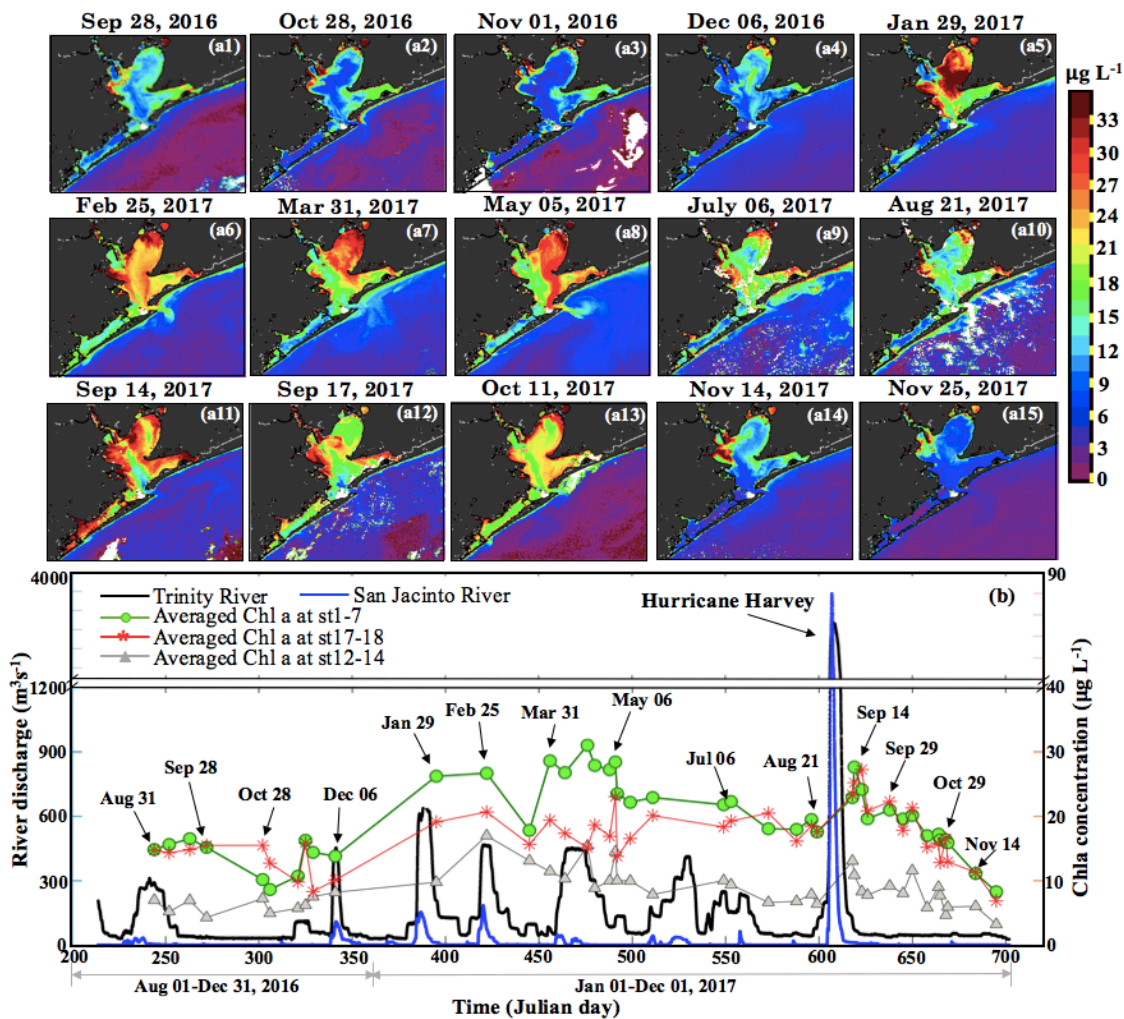 Sep 28, 2016 Oct 28, 2016 Nov 01, 2016 Dec 06, 2016 Jan 29, 2017
(a1) (a2) (a3) (a4) (a5)
µg L-1
33
30
27
24
21
18
15
12
9
6
3
0
Feb 25, 2017 Mar 31, 2017 May 05, 2017 July 06, 2017 Aug 21, 2017
(a6) (a7) (a8) (a9) (a10)
Sep 14, 2017 Sep 17, 2017 Oct 11, 2017 Nov 14, 2017 Nov 25, 2017
(a11) (a12) (a13) (a14) (a15)
4000 90
Trinity River San Jacinto River
Averaged Chl a at st1-7
Averaged Chl a at st17-18
Averaged Chl a at st12-14
Hurricane Harvey
(b)
River discharge (m3s-1)
Chla concentration (µg L-1)
1200 40
900 30
600 20
300 10
0 0
Aug 31
Sep 28
Oct 28
Dec 06
Jan 29
Feb 25
Mar 31
May 06
Jul 06
Aug 21
Sep 14
Sep 29
Oct 29
Nov 14
200 250 300 350 400 450 500 550 600 650 700
Aug 01-Dec 31, 2016 Jan 01-Dec 01, 2017
Time (Julian day)